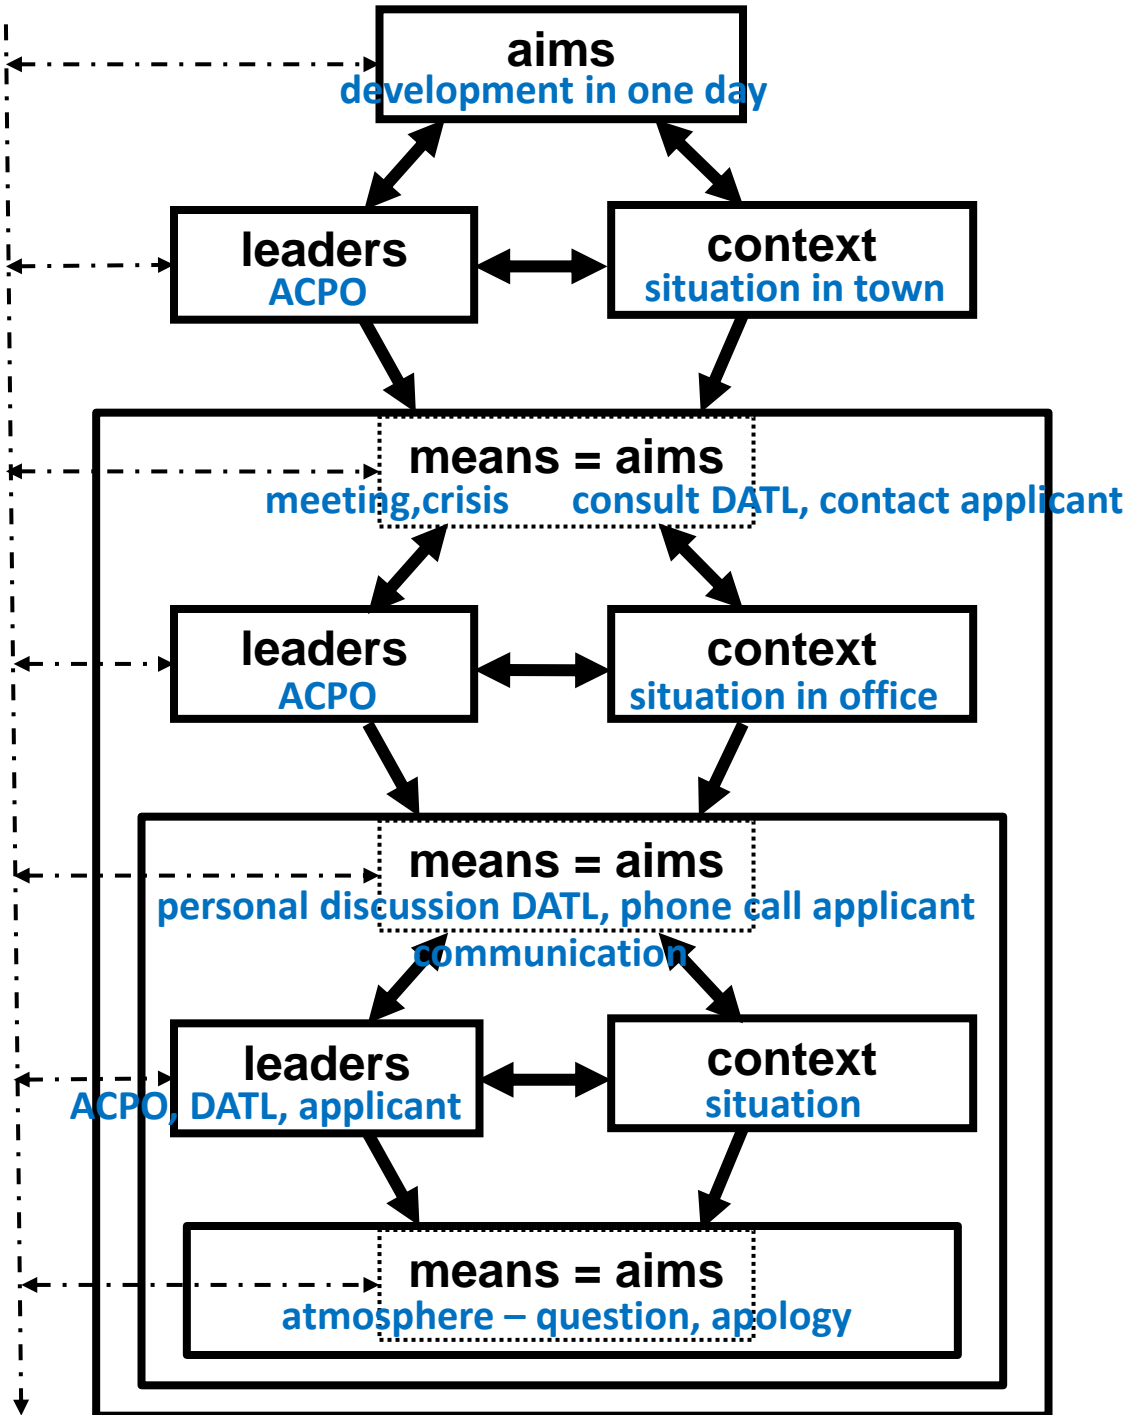 aims
development in one day
leaders
ACPO
context
situation in town
means = aims
meeting,crisis consult DATL, contact applicant
leaders
ACPO
context
situation in office
means = aims
personal discussion DATL, phone call applicant
communication
leaders
ACPO, DATL, applicant
context
situation
means = aims
atmosphere – question, apology